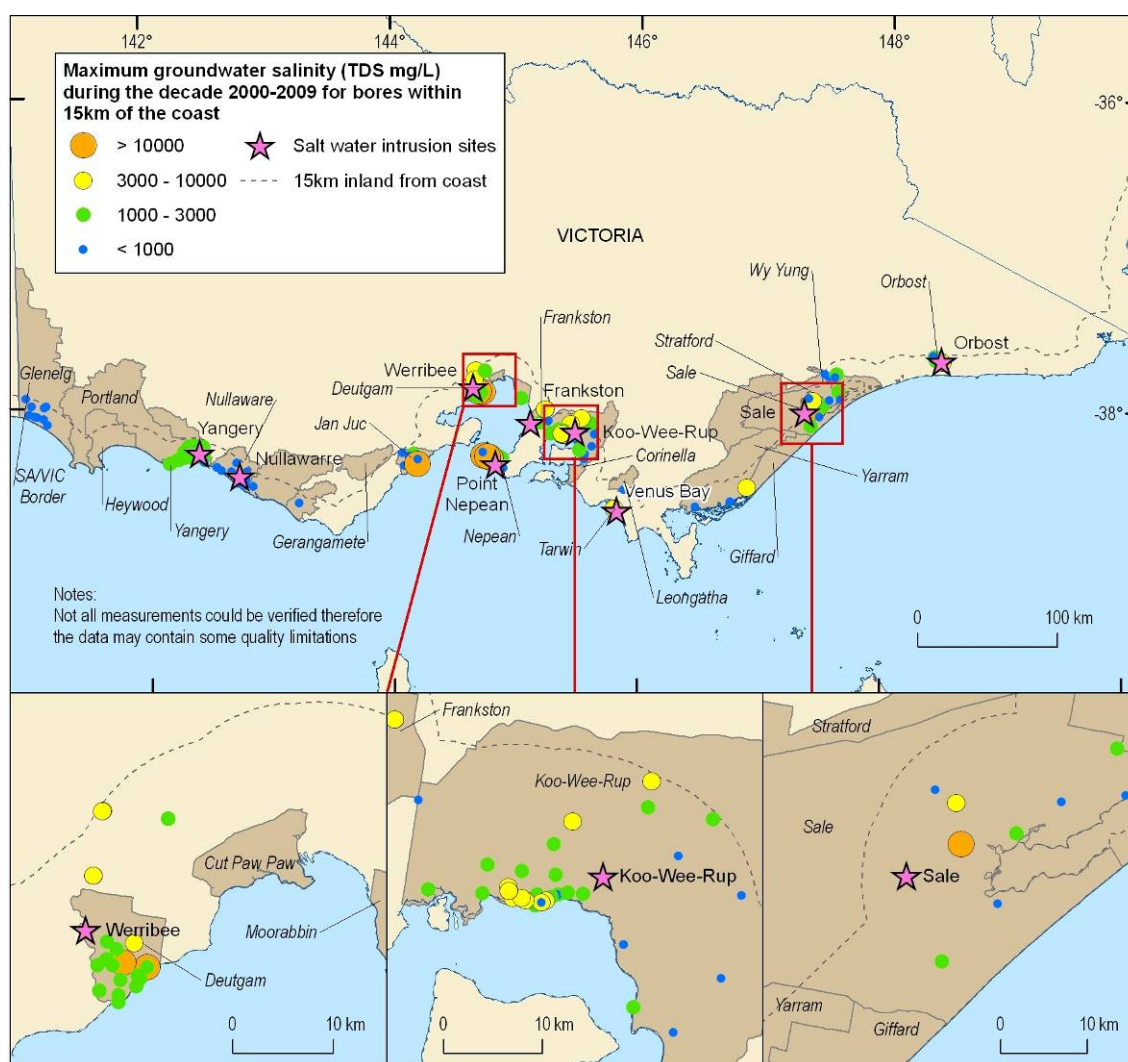 142
144
146
148
Maximum groundwater salinity (TDS mg/L)
during the decade 2000-2009 for bores within
15km of the coast
> 10000
Salt water intrusion sites
3000 - 10000
15km inland from coast
1000 - 3000
< 1000
-36°
VICTORIA
Wy Yung
Orbost
Frankston
Stratford
Orbost
Werribee
Sale
Glenelg
Deutgam
Frankston
Portland
Nullaware
-38°
Sale
Yangery
Jan Juc
Koo-Wee-Rup
Nullawarre
Corinella
Yarram
SA/VIC
Border
Point
Nepean
Venus Bay
Heywood
Yangery
Gerangamete
Nepean
Tarwin
Giffard
Leongatha
Notes:
Not all measurements could be verified therefore
the data may contain some quality limitations
0 100 km
Cut Paw Paw
Werribee
Moorabbin
Deutgam
0 10 km
Frankston
Koo-Wee-Rup
Koo-Wee-Rup
0 10 km
Stratford
Sale
Sale
Yarram
Giffard
0 10 km